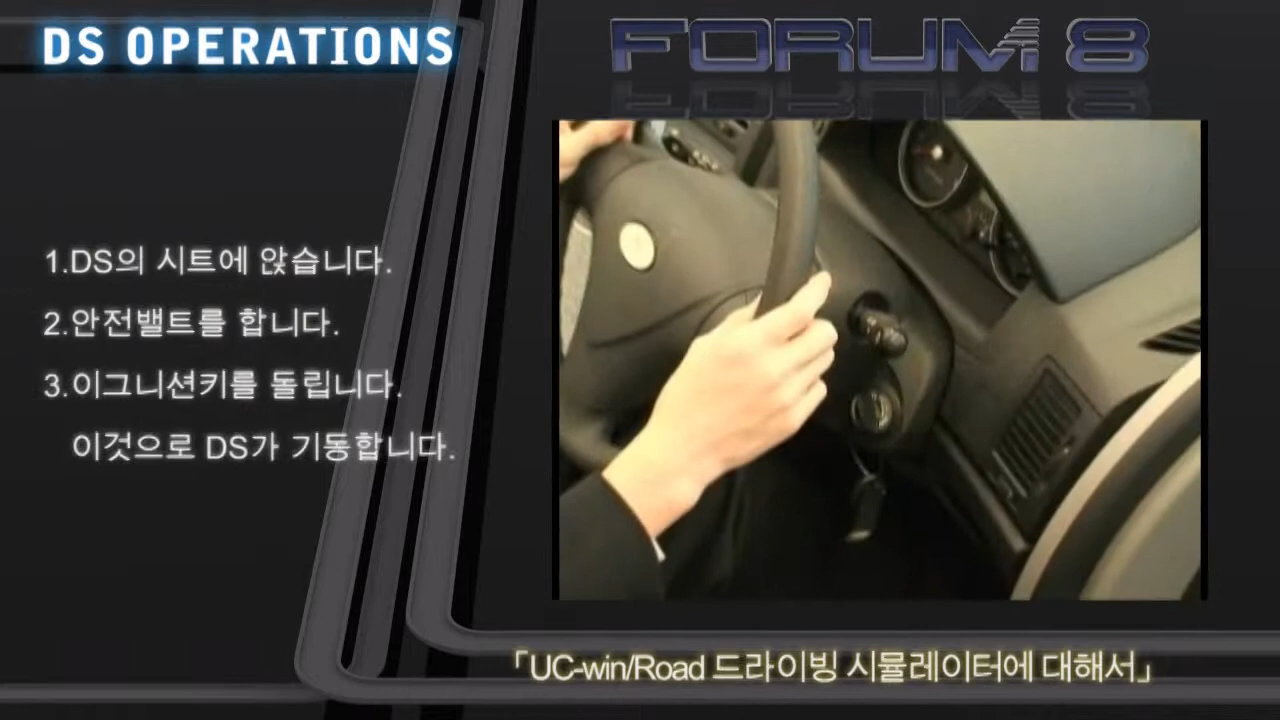 DS OPERATIONS
FORUM 8
1.DS의 시트에 앉습니다.
2.안전밸트를 합니다.
3.이그니션키를 돌립니다.
이것으로 DS가 기동합니다.
「UC-win/Road 드라이빙 시뮬레이터에 대해서」